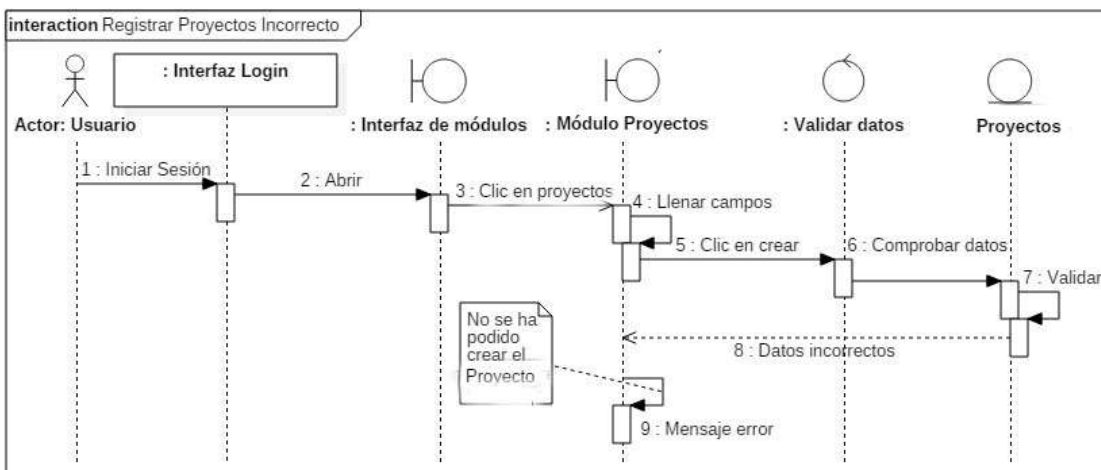 interaction Registrar Proyectos Incorrecto
: Interfaz Login
Actor: Usuario
: Interfaz de módulos
: Módulo Proyectos
: Validar datos
Proyectos
1 : Iniciar Sesión
2 : Abrir
3 : Clic en proyectos
4 : Llenar campos
5 : Clic en crear
6 : Comprobar datos
7 : Validar
8 : Datos incorrectos
No se ha
podido
crear el
Proyecto
9 : Mensaje error